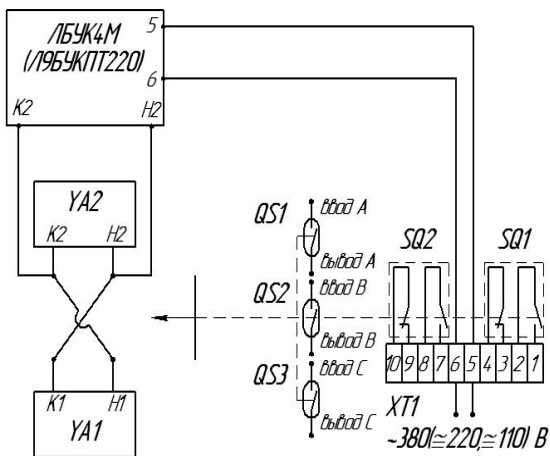 ЛБУК4М
(Л9БУКПТ220)
5
6
К2 Н2
YA2
К2 Н2
К1 Н1
YA1
QS1
ввод А
вывод А
QS2
ввод В
вывод В
QS3
ввод С
вывод С
SQ2 SQ1
10 9 8 7 6 5 4 3 2 1
XT1
~380(≅220,≅110) В